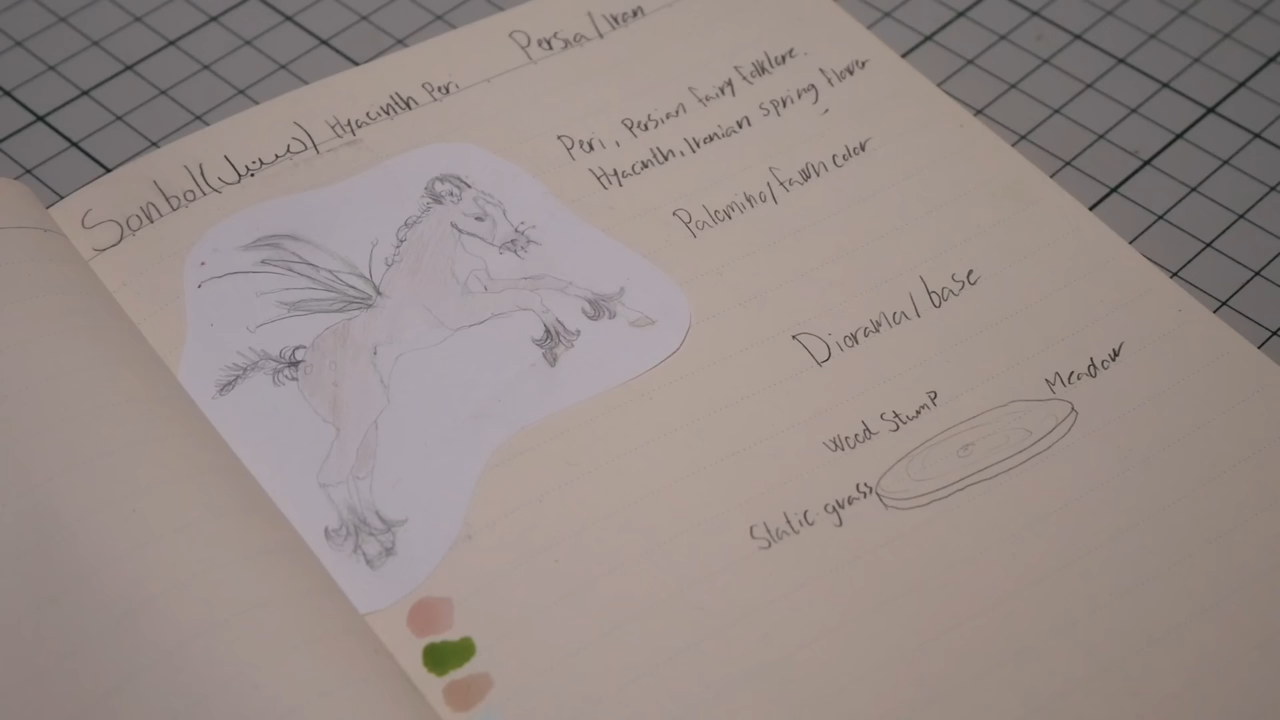 Persia/Iran
Sonbol(سنبل) Hyacinth Peri
Peri, Persian fairy folklore.
Hyacinth, Iranian spring flower
Palomino/fawn color
Diorama/base
Meadow
Wood Stump
Static grass